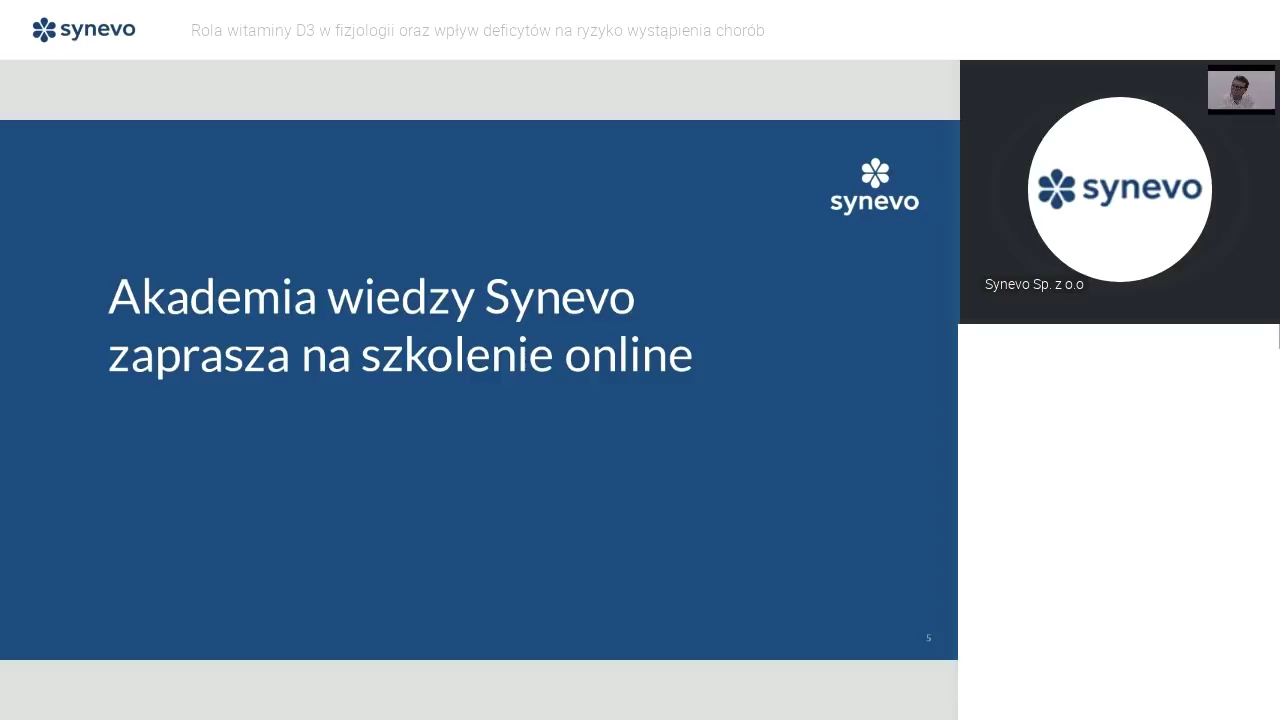 synevo
Rola witaminy D3 w fizjologii oraz wpływ deficytów na ryzyko wystąpienia chorób
synevo
Akademia wiedzy Synevo
zaprasza na szkolenie online
5
synevo
Synevo Sp. z o.o